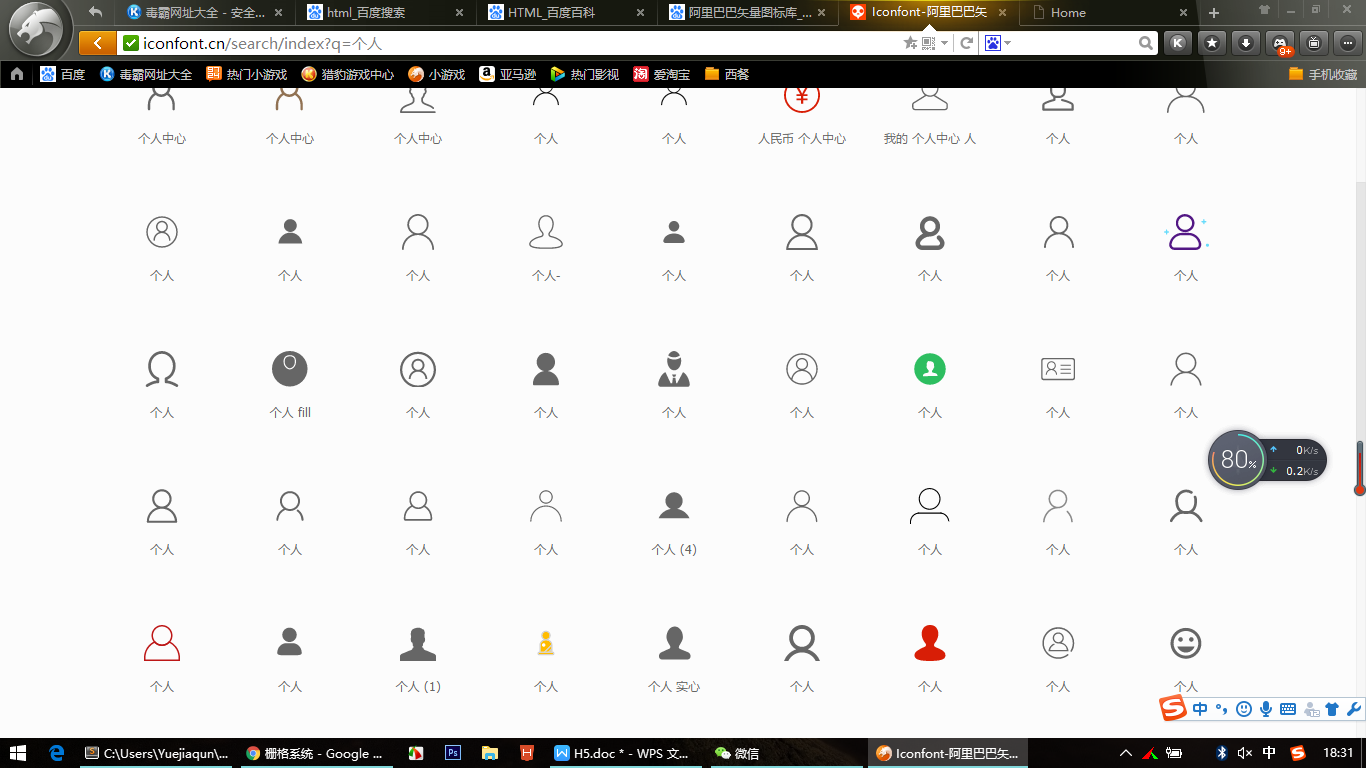 毒霸网址大全 - 安全...
html_百度搜索
HTML_百度百科
阿里巴巴矢量图标库_...
Iconfont-阿里巴巴矢
Home
iconfont.cn/search/index?q=个人
9+
百度
毒霸网址大全
热门小游戏
猎豹游戏中心
小游戏
亚马逊
热门影视
爱淘宝
西餐
手机收藏
个人中心
个人中心
个人中心
个人
个人
人民币 个人中心
我的 个人中心 人
个人
个人
个人
个人
个人
个人-
个人
个人
个人
个人
个人
个人
个人 fill
个人
个人
个人
个人
个人
个人
个人
80%
0K/s
0.2K/s
个人
个人
个人
个人
个人 (4)
个人
个人
个人
个人
个人
个人
个人 (1)
个人
个人 实心
个人
个人
个人
个人
中
C:\Users\Yuejiaqun\...
栅格系统 - Google ...
H5.doc * - WPS 文...
微信
Iconfont-阿里巴巴矢...
中
18:31